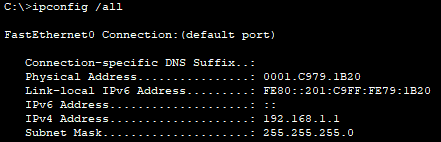 C:\>ipconfig /all
FastEthernet0 Connection:(default port)
Connection-specific DNS Suffix..:
Physical Address................: 0001.C979.1B20
Link-local IPv6 Address.........: FE80::201:C9FF:FE79:1B20
IPv6 Address....................: ::
IPv4 Address....................: 192.168.1.1
Subnet Mask.....................: 255.255.255.0